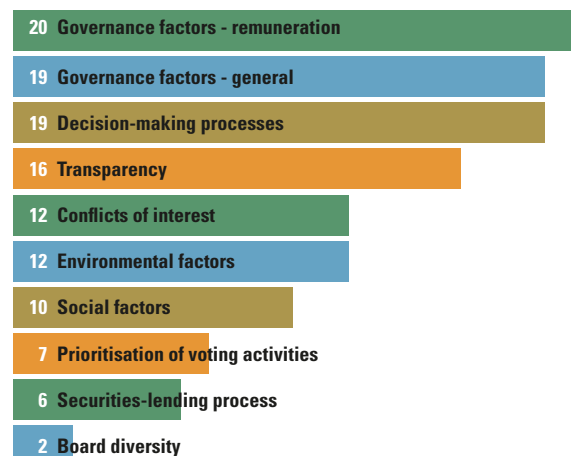 20 Governance factors - remuneration
19 Governance factors - general
19 Decision-making processes
16 Transparency
12 Conflicts of interest
12 Environmental factors
10 Social factors
7 Prioritisation of voting activities
6 Securities-lending process
2 Board diversity